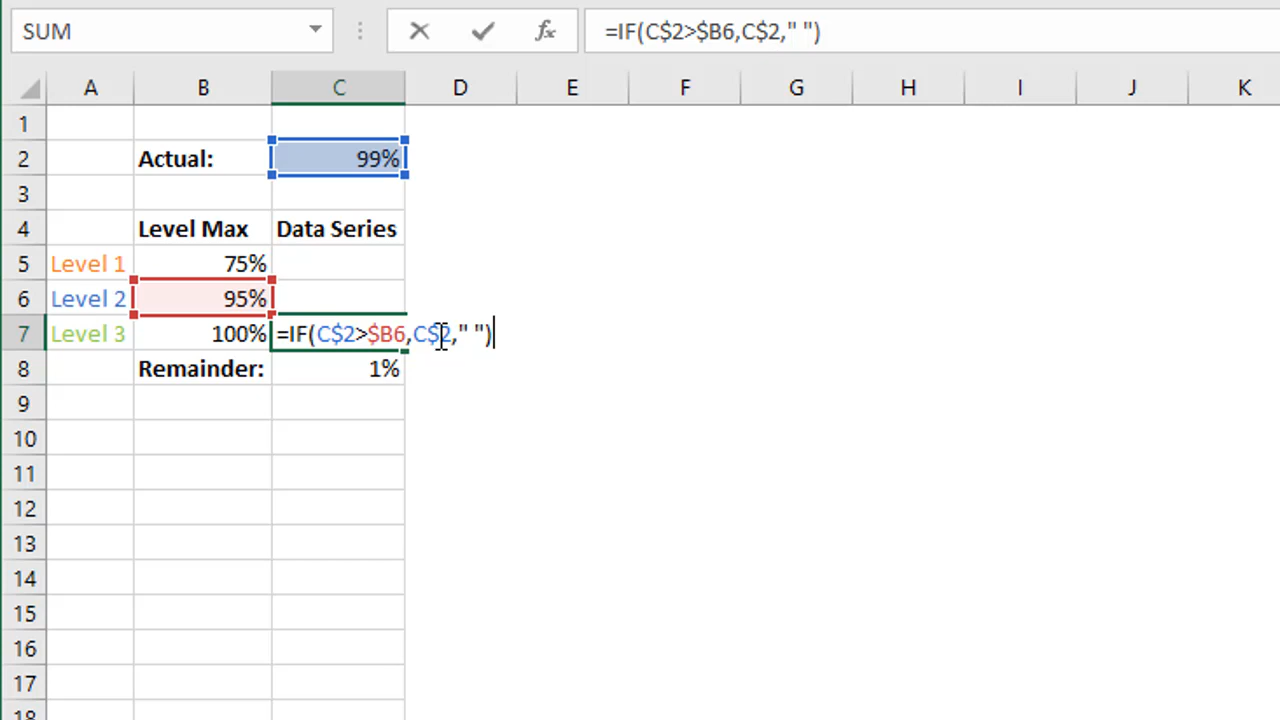 SUM =IF(C$2>$B6,C$2," ")
A B C D E F G H I J K
1
2 Actual: 99%
3
4 Level Max Data Series
5 Level 1 75%
6 Level 2 95%
7 Level 3 100% =IF(C$2>$B6,C$2," ")
8 Remainder: 1%
9
10
11
12
13
14
15
16
17
18